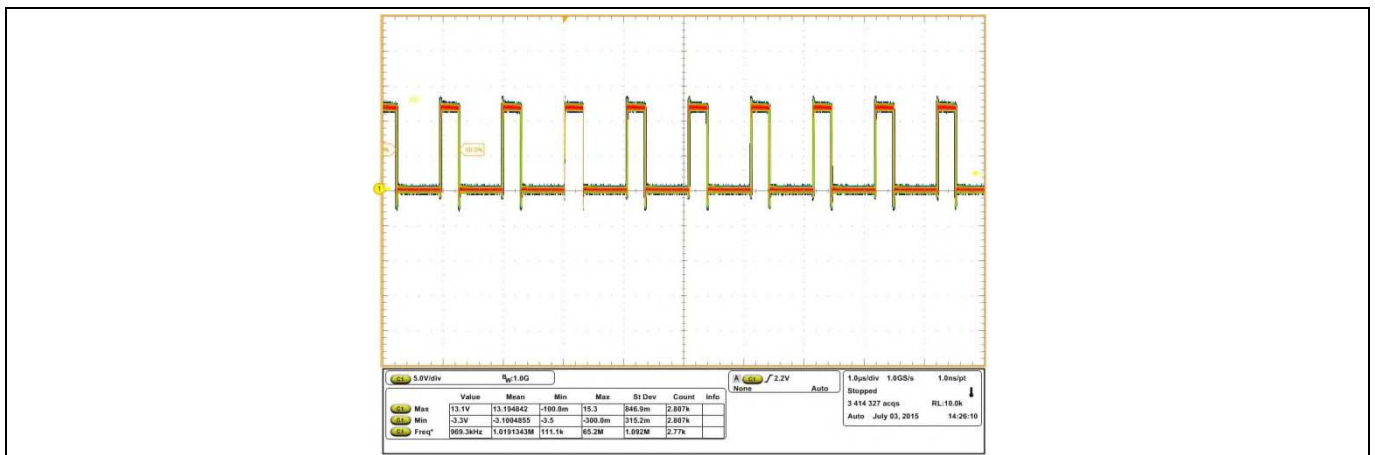 1
C1 5.0V/div BW:1.0G
A C1 2.2V
None Auto
1.0µs/div 1.0GS/s 1.0ns/pt
Stopped
3 414 327 acqs RL:10.0k
Auto July 03, 2015 14:26:10
Value Mean Min Max St Dev Count Info
C1 Max 13.1V 13.194842 -100.0m 15.3 846.9m 2.807k
C1 Min -3.3V -3.1004855 -3.5 -300.0m 315.2m 2.807k
C1 Freq* 969.3kHz 1.0191343M 111.1k 65.2M 1.092M 2.77k